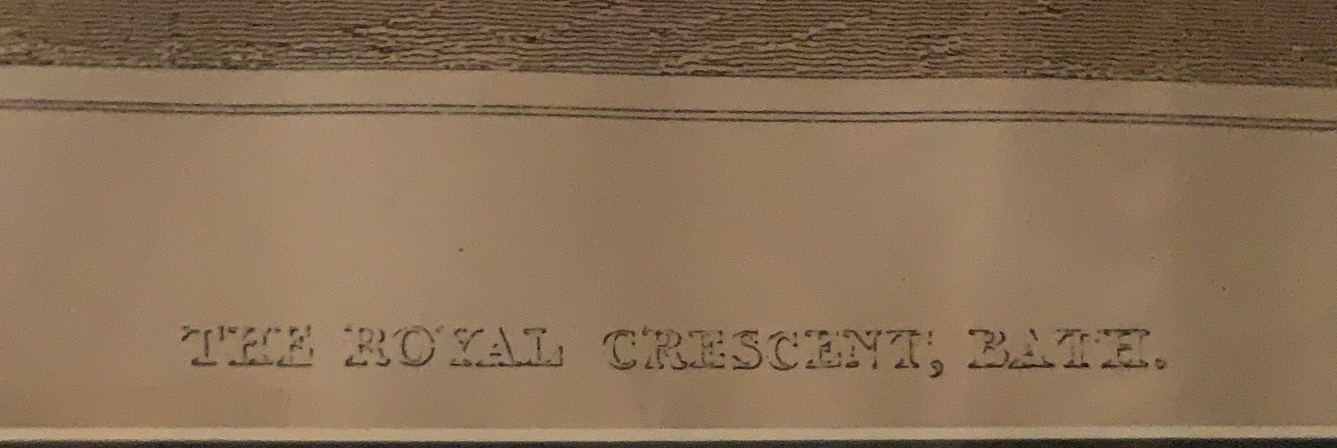 THE ROYAL CRESCENT, BATH.